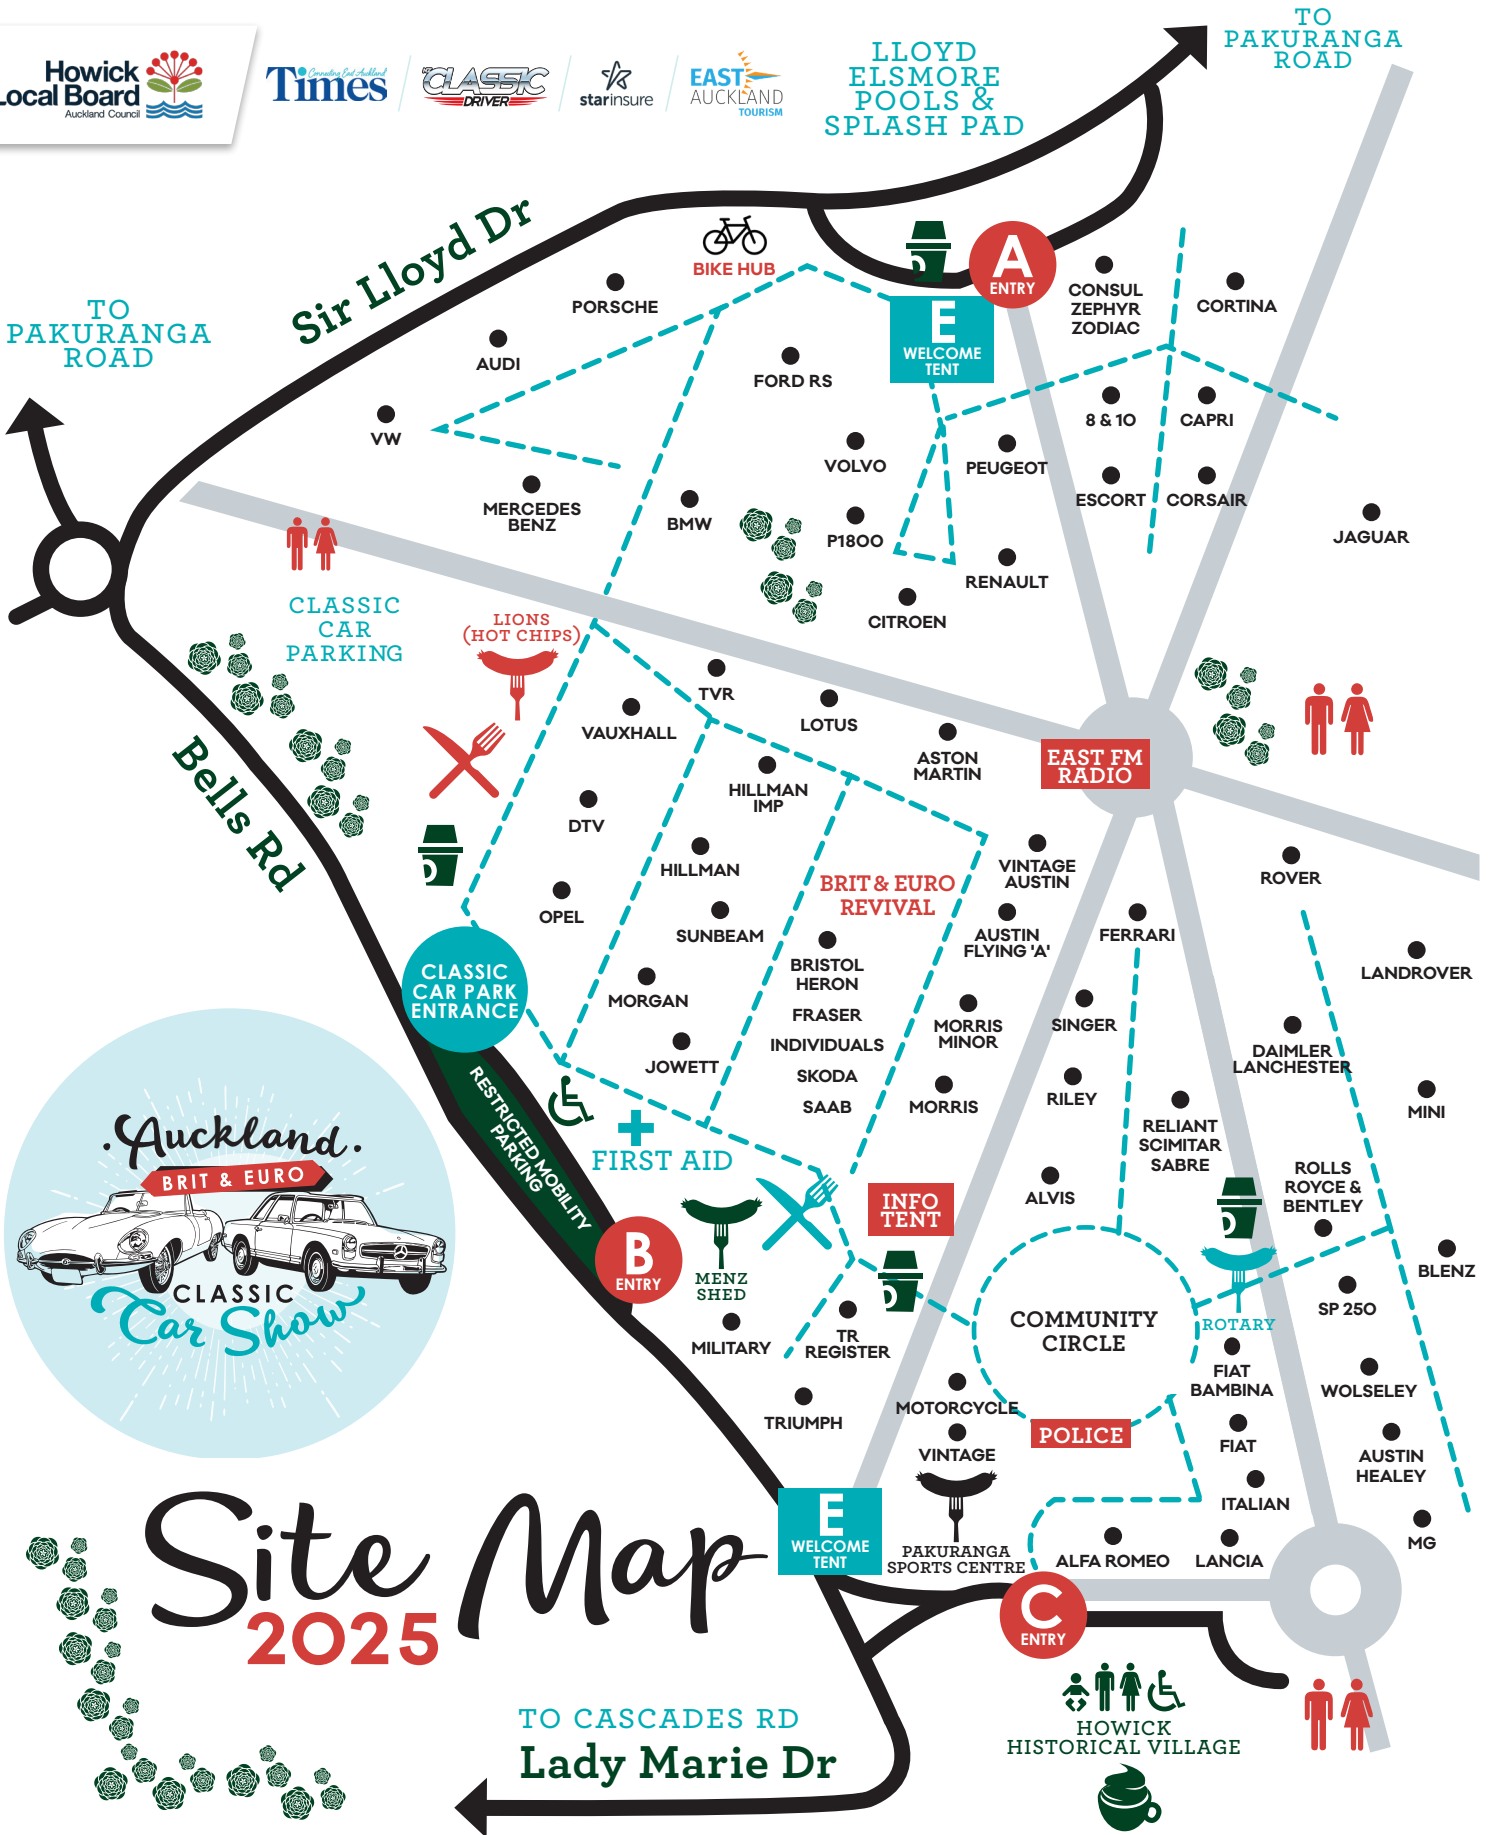 Howick
Local Board
Auckland Council
Connecting East Auckland
Times
THE CLASSIC
DRIVER
starinsure
EAST
AUCKLAND
TOURISM
LLOYD
ELSMORE
POOLS &
SPLASH PAD
TO
PAKURANGA
ROAD
Sir Lloyd Dr
BIKE HUB
A
ENTRY
TO
PAKURANGA
ROAD
PORSCHE
AUDI
VW
MERCEDES
BENZ
BMW
FORD RS
VOLVO
P1800
CITROEN
E
WELCOME
TENT
PEUGEOT
RENAULT
CONSUL
ZEPHYR
ZODIAC
CORTINA
8 & 10
CAPRI
ESCORT
CORSAIR
JAGUAR
CLASSIC
CAR
PARKING
LIONS
(HOT CHIPS)
Bells Rd
TVR
VAUXHALL
LOTUS
ASTON
MARTIN
EAST FM
RADIO
HILLMAN
IMP
DTV
HILLMAN
OPEL
SUNBEAM
MORGAN
JOWETT
BRIT & EURO
REVIVAL
BRISTOL
HERON
FRASER
INDIVIDUALS
SKODA
SAAB
VINTAGE
AUSTIN
AUSTIN
FLYING 'A'
FERRARI
ROVER
LANDROVER
MORRIS
MINOR
SINGER
DAIMLER
LANCHESTER
MORRIS
RILEY
RELIANT
SCIMITAR
SABRE
MINI
CLASSIC
CAR PARK
ENTRANCE
RESTRICTED MOBILITY
PARKING
FIRST AID
ALVIS
ROLLS
ROYCE &
BENTLEY
INFO
TENT
B
ENTRY
MENZ
SHED
BLENZ
SP 250
ROTARY
COMMUNITY
CIRCLE
MILITARY
TR
REGISTER
FIAT
BAMBINA
WOLSELEY
TRIUMPH
MOTORCYCLE
VINTAGE
POLICE
FIAT
AUSTIN
HEALEY
ITALIAN
MG
PAKURANGA
SPORTS CENTRE
ALFA ROMEO
LANCIA
E
WELCOME
TENT
C
ENTRY
Auckland
BRIT & EURO
CLASSIC
Car Show
Site Map
2025
HOWICK
HISTORICAL VILLAGE
TO CASCADES RD
Lady Marie Dr